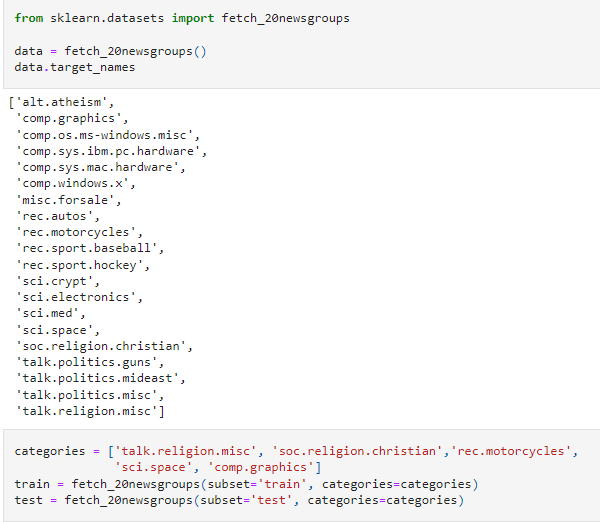 from sklearn.datasets import fetch_20newsgroups
data = fetch_20newsgroups()
data.target_names
['alt.atheism',
 'comp.graphics',
 'comp.os.ms-windows.misc',
 'comp.sys.ibm.pc.hardware',
 'comp.sys.mac.hardware',
 'comp.windows.x',
 'misc.forsale',
 'rec.autos',
 'rec.motorcycles',
 'rec.sport.baseball',
 'rec.sport.hockey',
 'sci.crypt',
 'sci.electronics',
 'sci.med',
 'sci.space',
 'soc.religion.christian',
 'talk.politics.guns',
 'talk.politics.mideast',
 'talk.politics.misc',
 'talk.religion.misc']
categories = ['talk.religion.misc', 'soc.religion.christian','rec.motorcycles',
              'sci.space', 'comp.graphics']
train = fetch_20newsgroups(subset='train', categories=categories)
test = fetch_20newsgroups(subset='test', categories=categories)